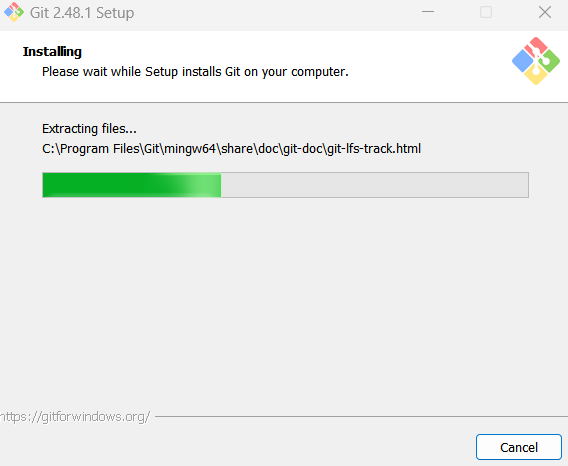 Git 2.48.1 Setup
Installing
Please wait while Setup installs Git on your computer.
Extracting files...
C:\Program Files\Git\mingw64\share\doc\git-doc\git-lfs-track.html
https://gitforwindows.org/
Cancel